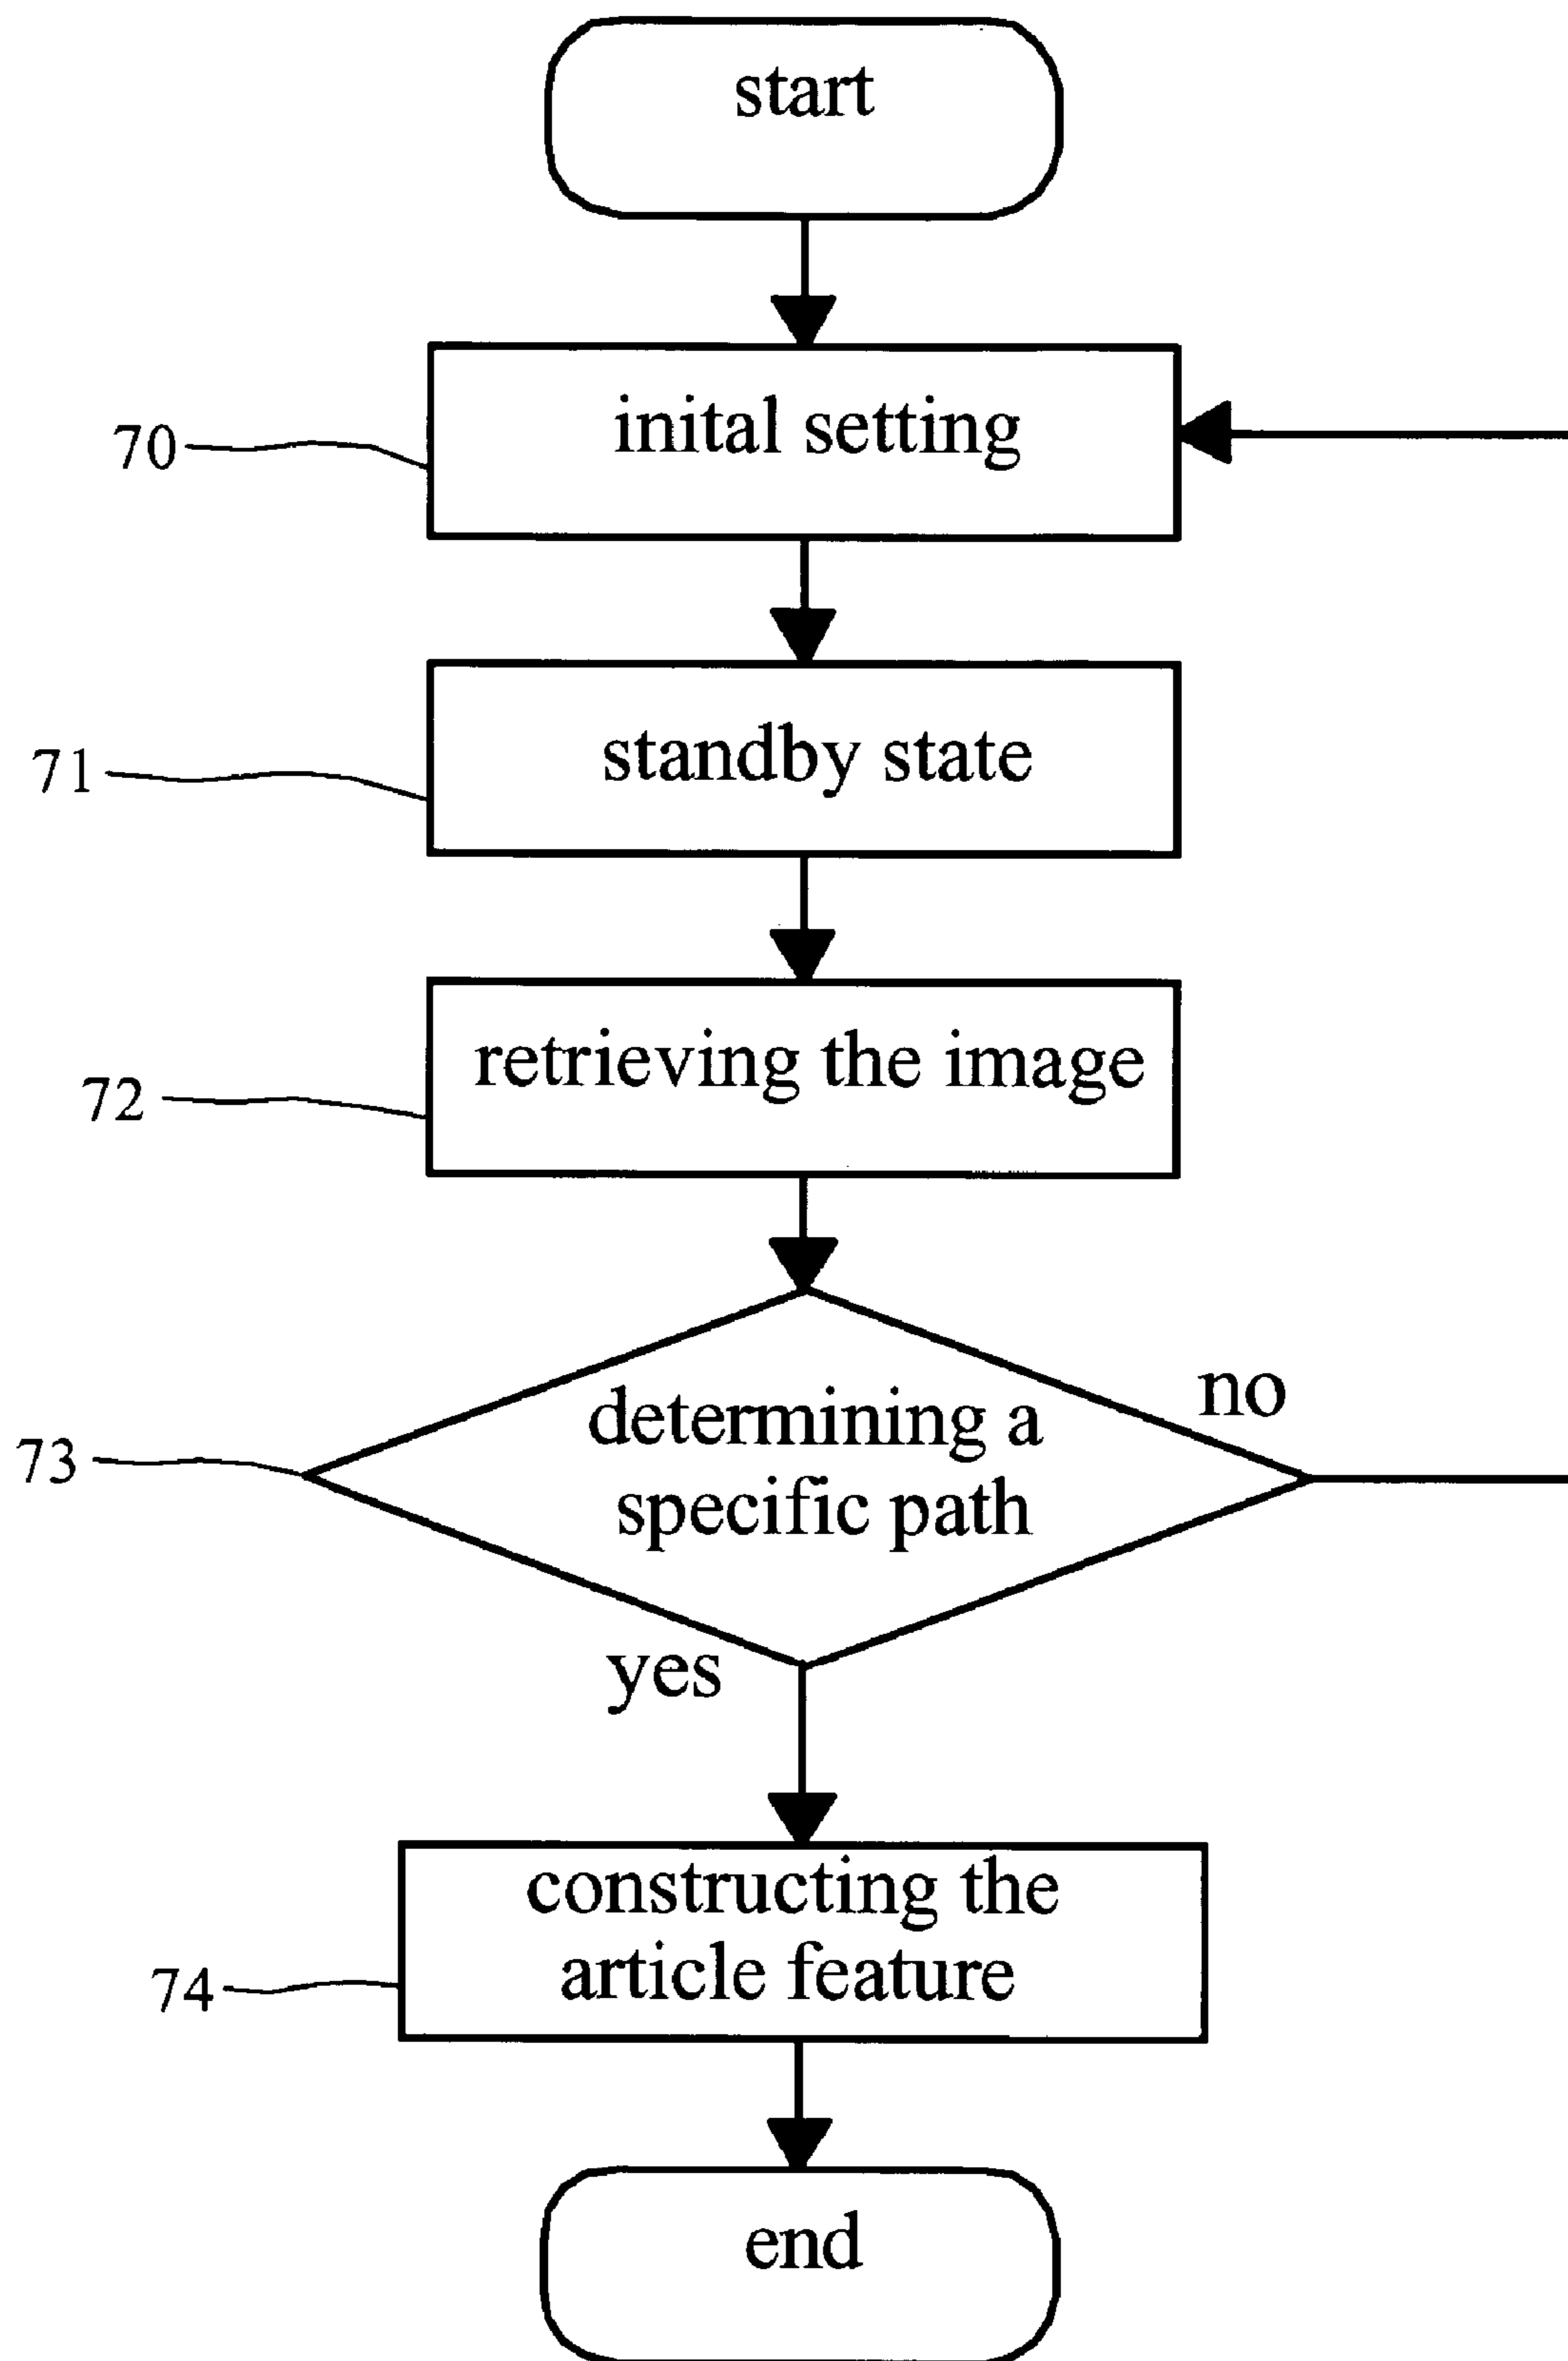 start
inital setting
70
standby state
71
retrieving the image
72
no
determining a
specific path
73
yes
constructing the
article feature
74
end